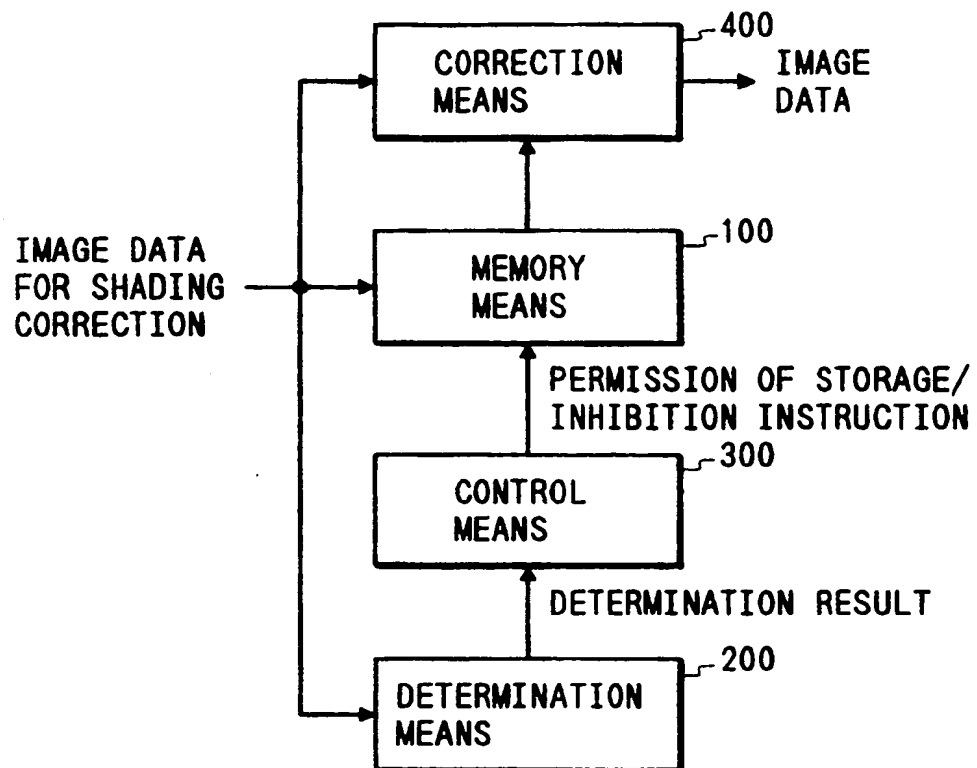 400
CORRECTION
MEANS
IMAGE
DATA
100
IMAGE DATA
FOR SHADING
CORRECTION
MEMORY
MEANS
PERMISSION OF STORAGE/
INHIBITION INSTRUCTION
300
CONTROL
MEANS
DETERMINATION RESULT
200
DETERMINATION
MEANS